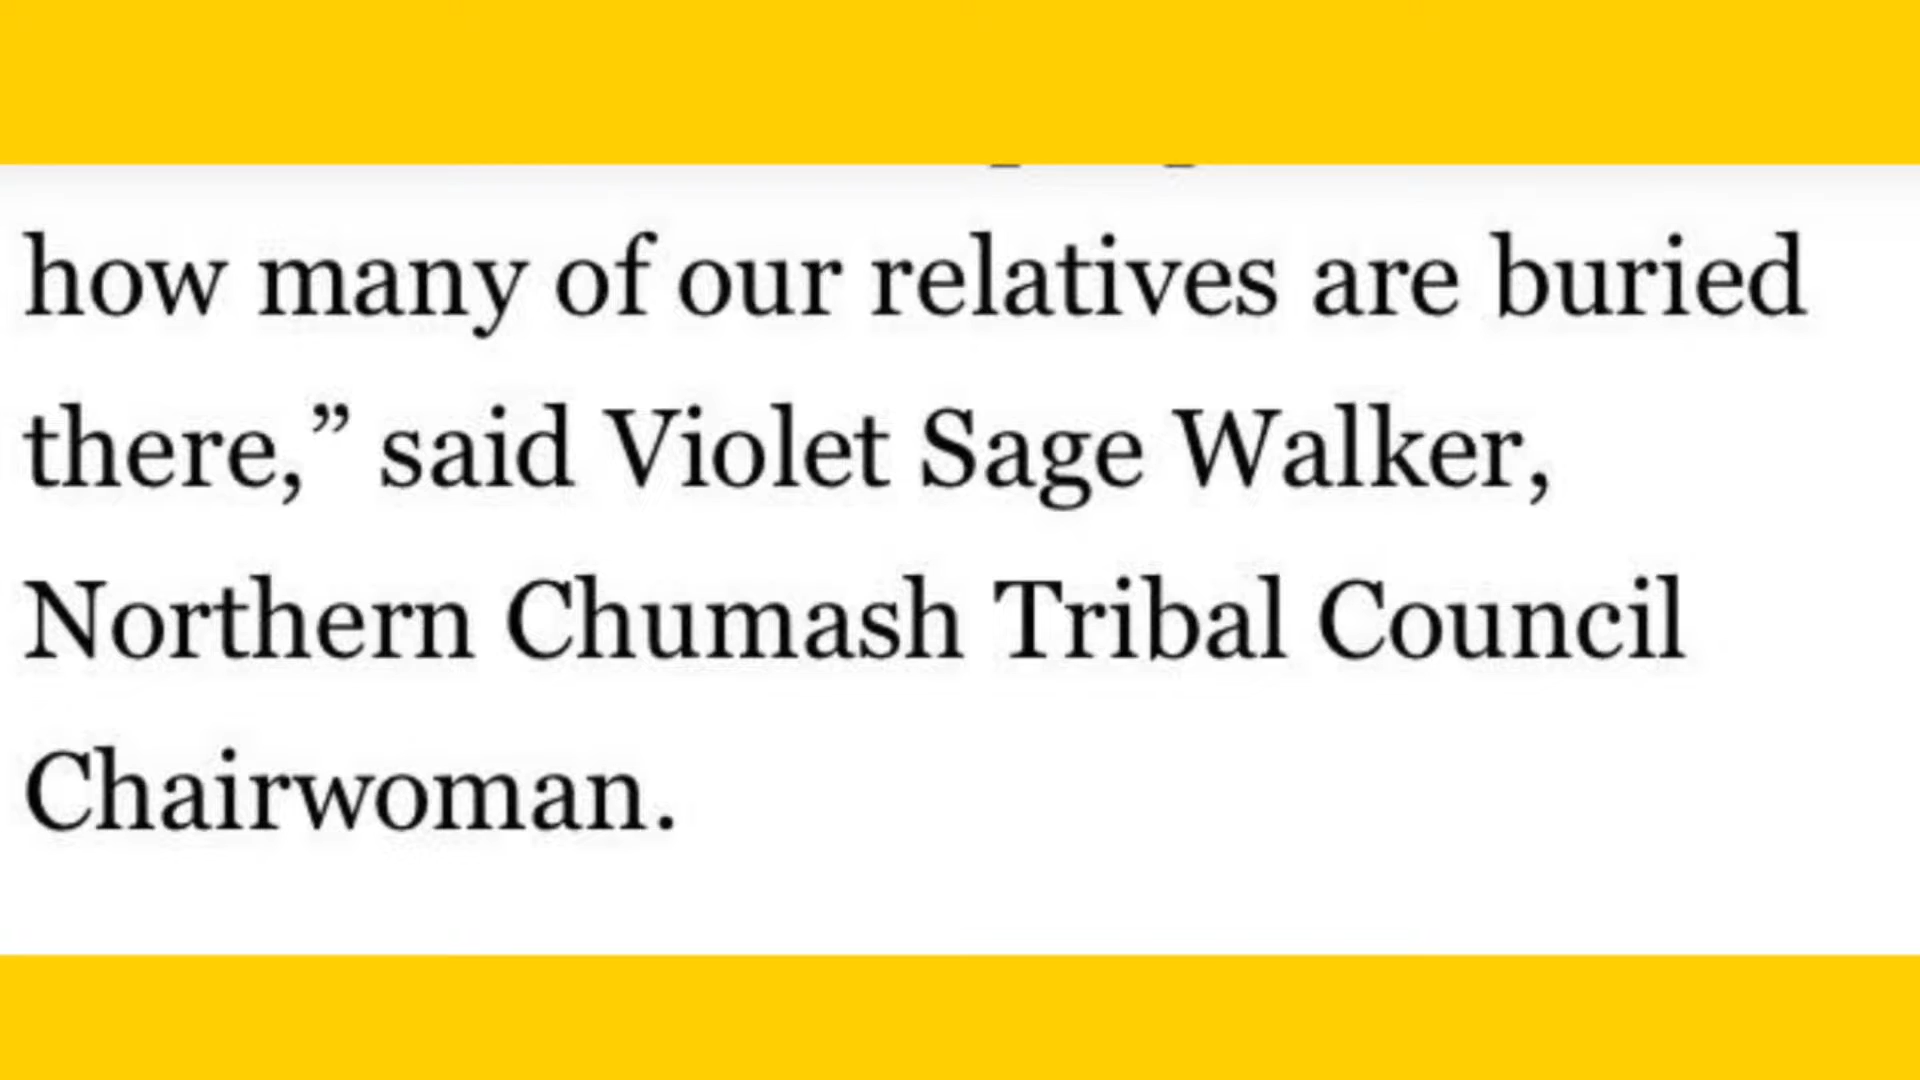 how many of our relatives are buried
there,” said Violet Sage Walker,
Northern Chumash Tribal Council
Chairwoman.